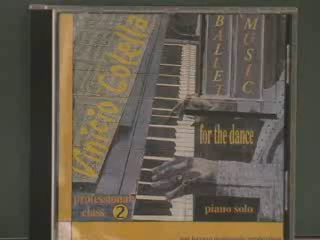 Vinicio Colella
BALLET
MUSIC
for the dance
professional
class 2
piano solo